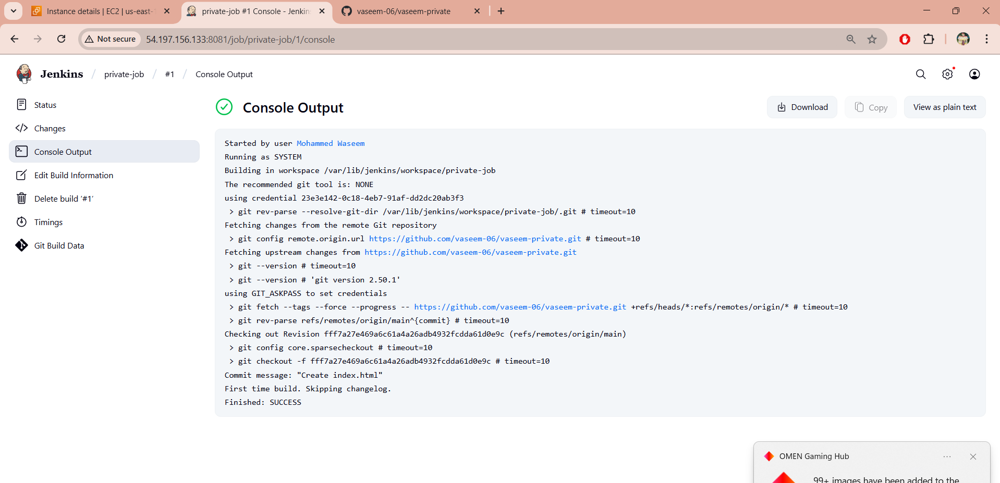 Instance details | EC2 | us-east-
private-job #1 Console - Jenkin
vaseem-06/vaseem-private
Not secure
54.197.156.133:8081/job/private-job/1/console
Jenkins / private-job / #1 / Console Output
Status
Changes
Console Output
Edit Build Information
Delete build ‘#1’
Timings
Git Build Data
Console Output
Download
Copy
View as plain text
Started by user Mohammed Waseem
Running as SYSTEM
Building in workspace /var/lib/jenkins/workspace/private-job
The recommended git tool is: NONE
using credential 23e3e142-0c18-4eb7-91af-dd2dc20ab3f3
> git rev-parse --resolve-git-dir /var/lib/jenkins/workspace/private-job/.git # timeout=10
Fetching changes from the remote Git repository
> git config remote.origin.url https://github.com/vaseem-06/vaseem-private.git # timeout=10
Fetching upstream changes from https://github.com/vaseem-06/vaseem-private.git
> git --version # timeout=10
> git --version # 'git version 2.50.1'
using GIT_ASKPASS to set credentials
> git fetch --tags --force --progress -- https://github.com/vaseem-06/vaseem-private.git +refs/heads/*:refs/remotes/origin/* # timeout=10
> git rev-parse refs/remotes/origin/main^{commit} # timeout=10
Checking out Revision fff7a27e469a6c61a4a26adb4932fcdda61d0e9c (refs/remotes/origin/main)
> git config core.sparsecheckout # timeout=10
> git checkout -f fff7a27e469a6c61a4a26adb4932fcdda61d0e9c # timeout=10
Commit message: "Create index.html"
First time build. Skipping changelog.
Finished: SUCCESS
OMEN Gaming Hub
99+ images have been added to the